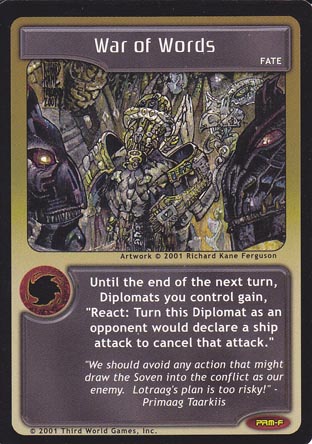 War of Words
FATE
Artwork © 2001 Richard Kane Ferguson
Until the end of the next turn,
Diplomats you control gain,
"React: Turn this Diplomat as an
opponent would declare a ship
attack to cancel that attack."
"We should avoid any action that might
draw the Soven into the conflict as our
enemy.  Lotraag's plan is too risky!" -
Primaag Taarkiis
© 2001 Third World Games, Inc.
PRM-F